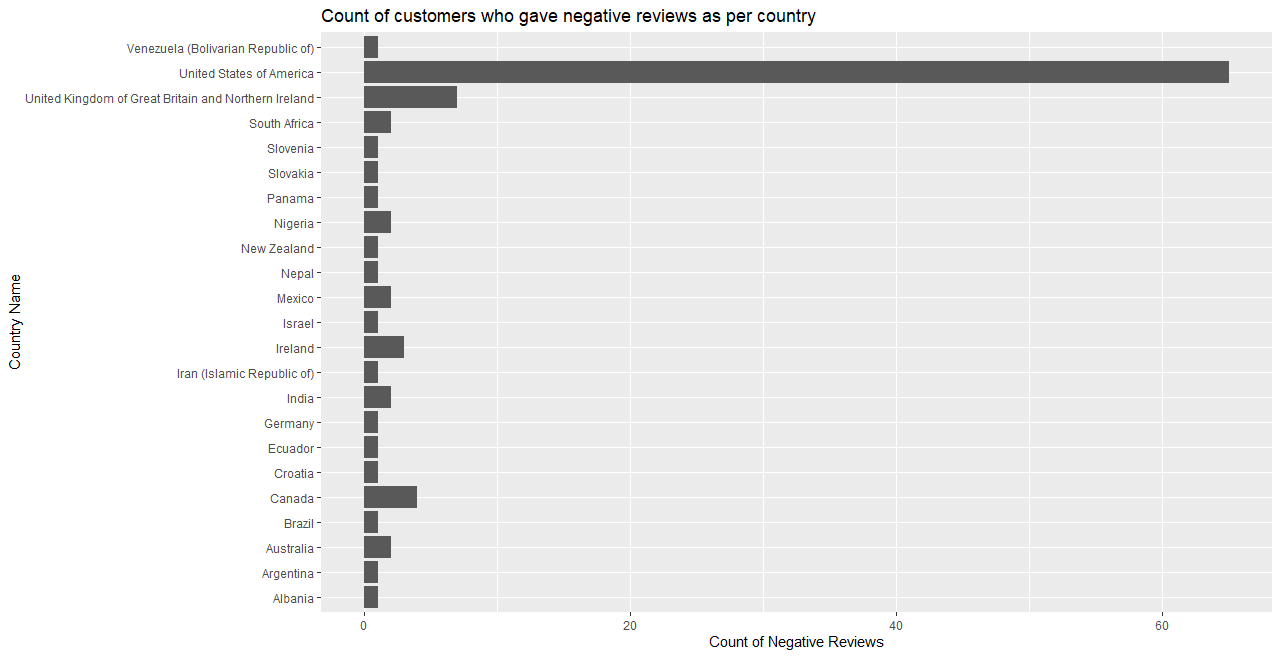 Count of customers who gave negative reviews as per country
Venezuela (Bolivarian Republic of)
United States of America
United Kingdom of Great Britain and Northern Ireland
South Africa
Slovenia
Slovakia
Panama
Nigeria
New Zealand
Nepal
Mexico
Israel
Ireland
Iran (Islamic Republic of)
India
Germany
Ecuador
Croatia
Canada
Brazil
Australia
Argentina
Albania
Country Name
0 20 40 60
Count of Negative Reviews